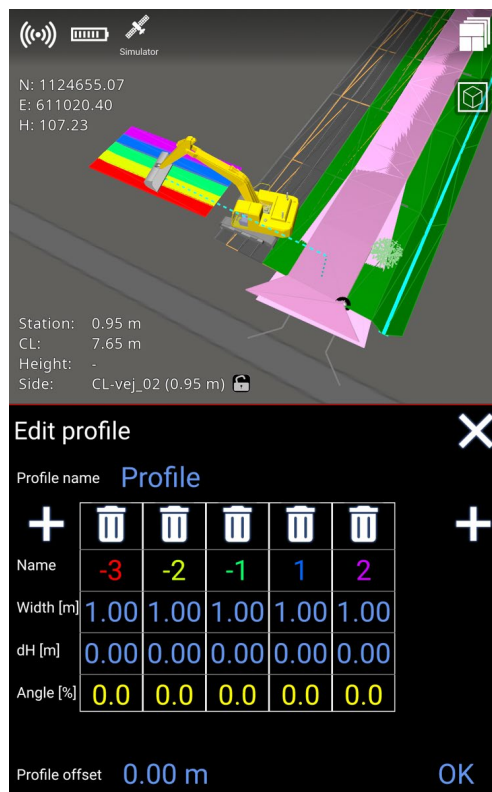 Simulator
N: 1124655.07
E: 611020.40
H: 107.23
Station: 0.95 m
CL: 7.65 m
Height: -
Side: CL-vej_02 (0.95 m)
Edit profile
Profile name Profile
Name -3 -2 -1 1 2
Width [m] 1.00 1.00 1.00 1.00 1.00
dH [m] 0.00 0.00 0.00 0.00 0.00
Angle [%] 0.0 0.0 0.0 0.0 0.0
Profile offset 0.00 m OK